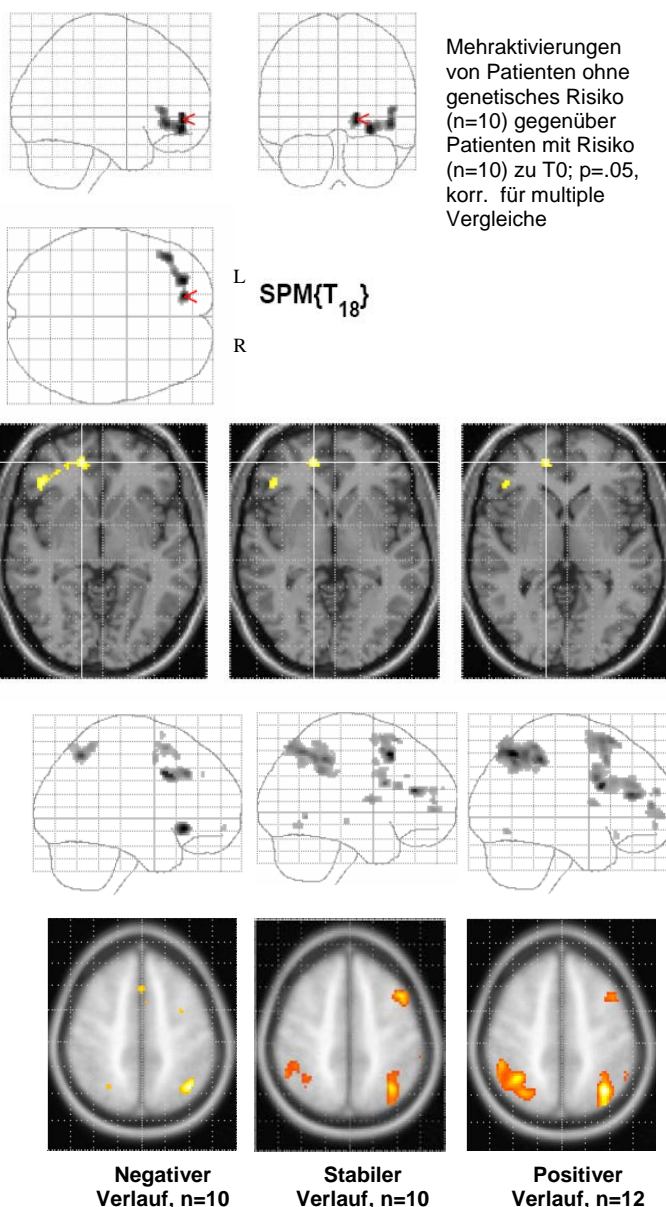 Mehraktivierungen
von Patienten ohne
genetisches Risiko
(n=10) gegenüber
Patienten mit Risiko
(n=10) zu T0; p=.05,
korr. für multiple
Vergleiche
L
SPM{T18}
R
Negativer
Verlauf, n=10
Stabiler
Verlauf, n=10
Positiver
Verlauf, n=12